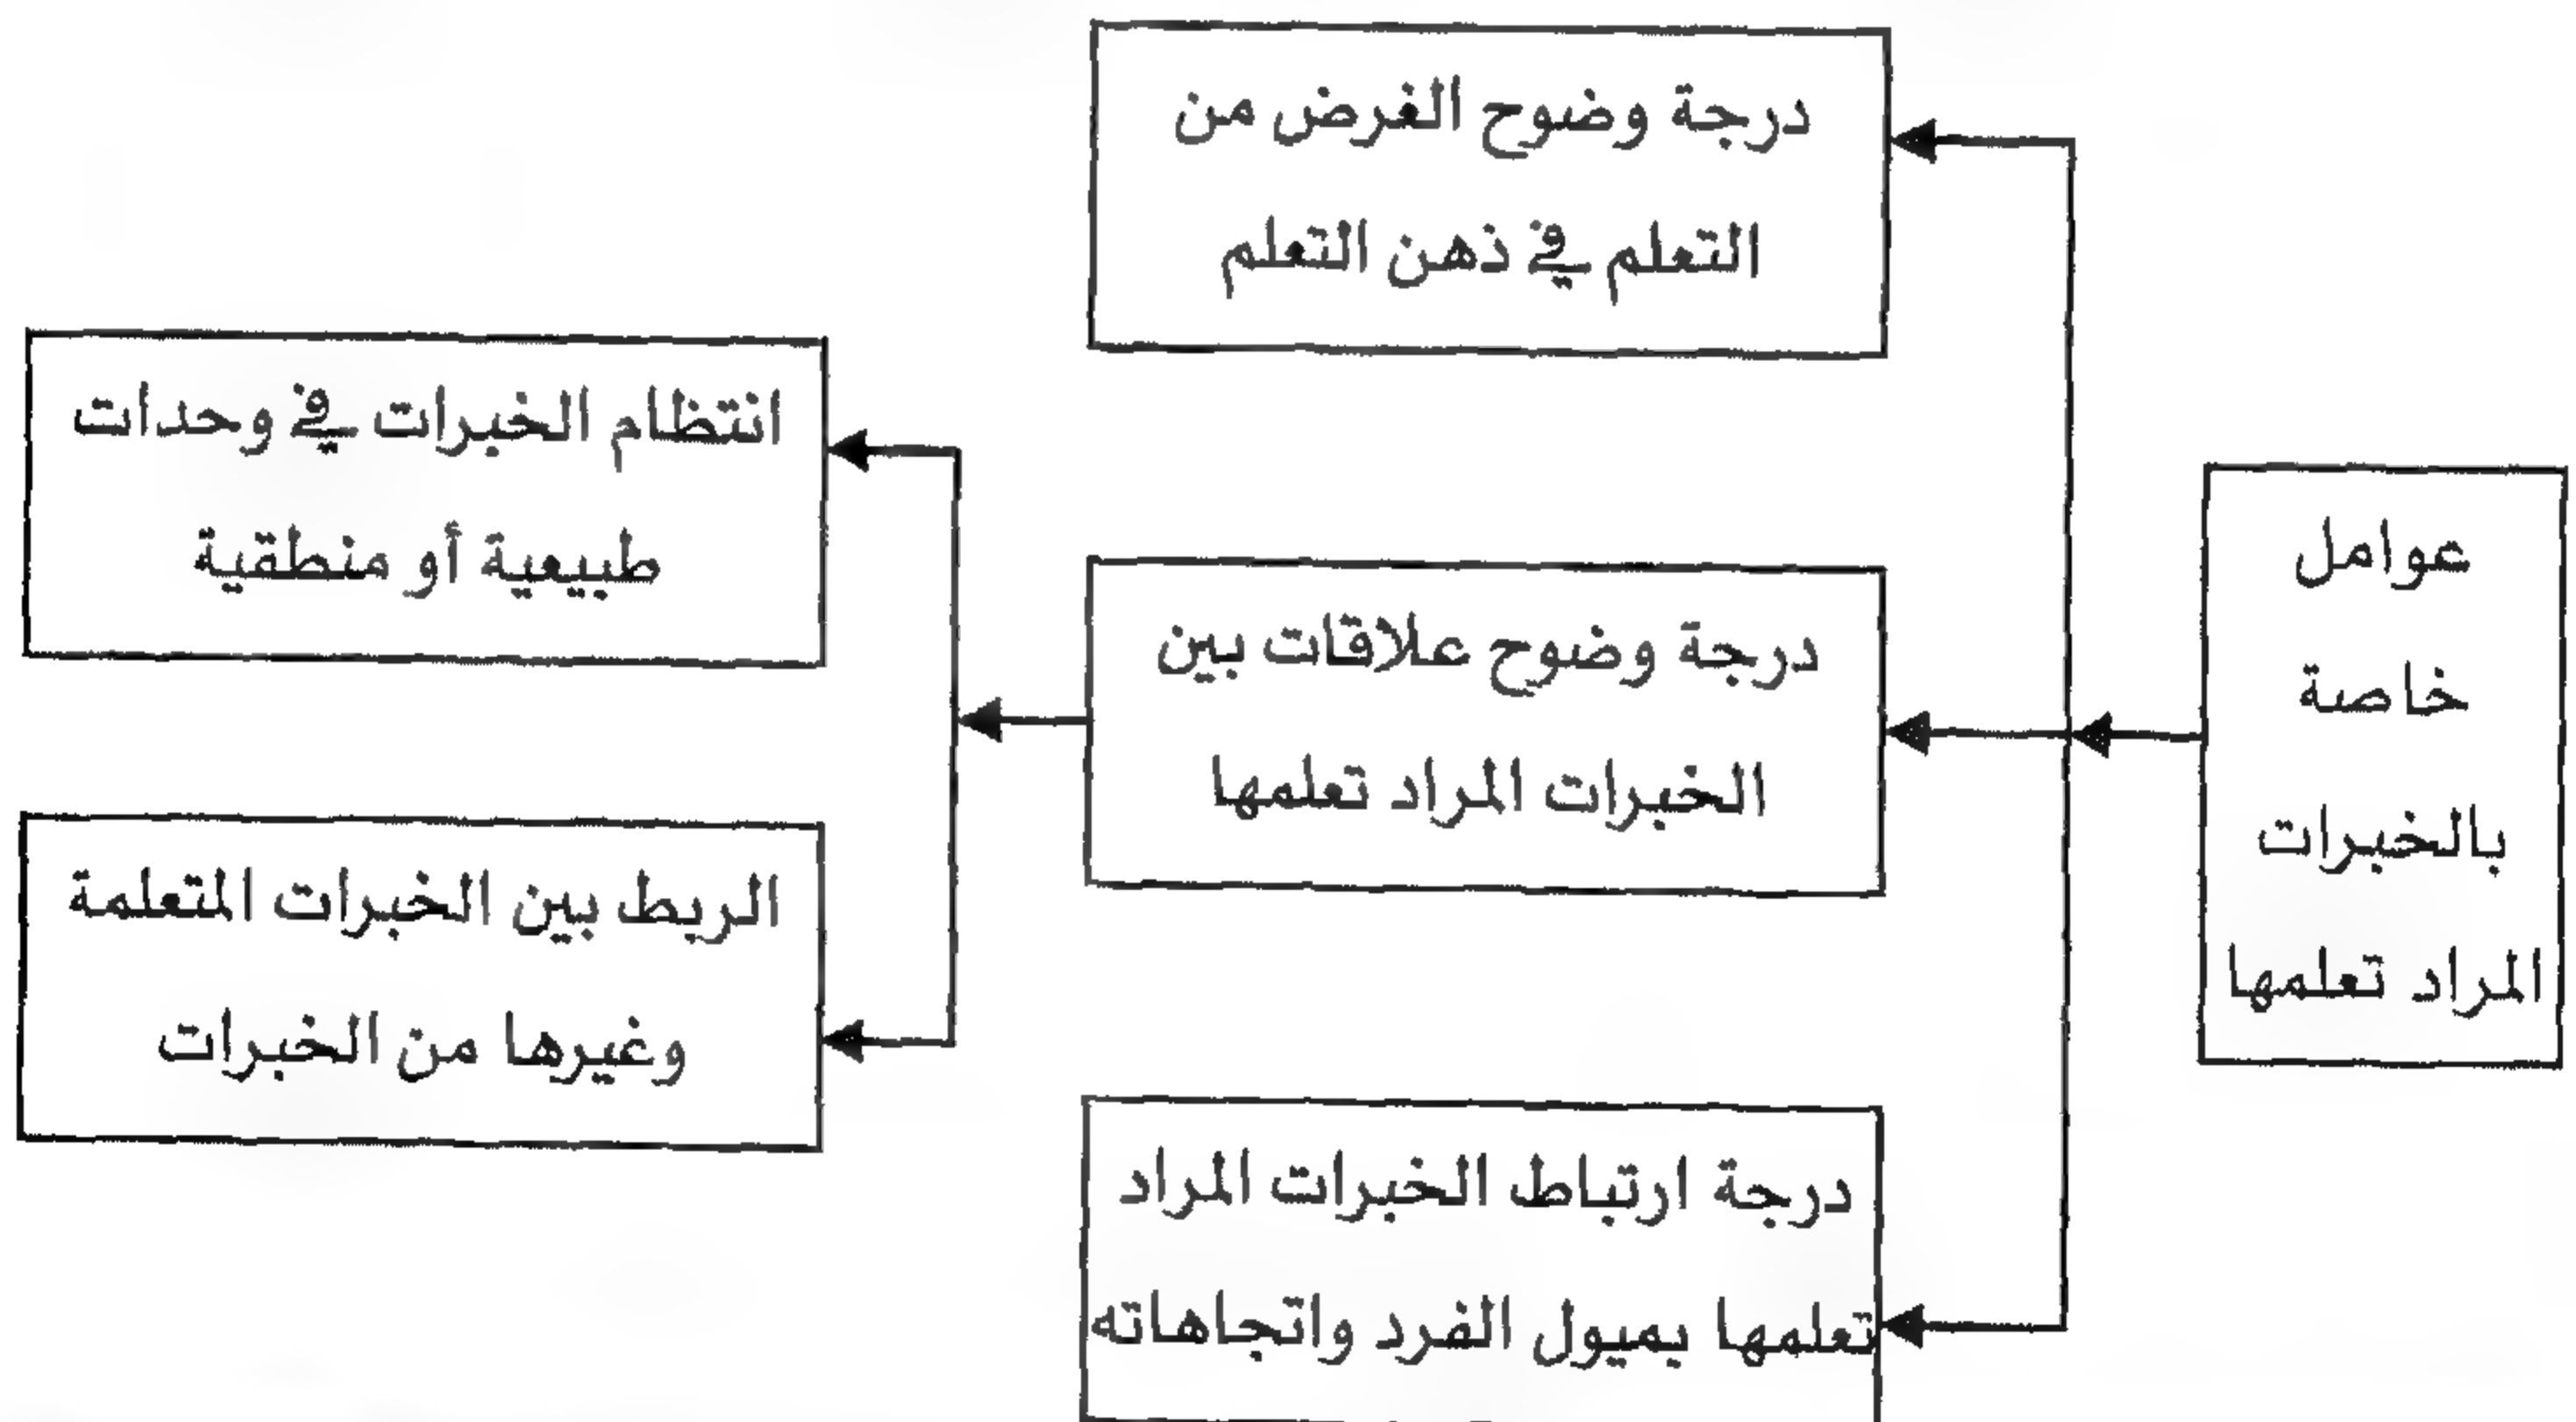 عوامل
خاصة
بالخبرات
المراد تعلمها
درجة وضوح الغرض من
التعلم في ذهن التعلم
درجة وضوح علاقات بين
الخبرات المراد تعلمها
درجة ارتباط الخبرات المراد
تعلمها بميول الفرد واتجاهاته
انتظام الخبرات في وحدات
طبيعية أو منطقية
الربط بين الخبرات المتعلمة
وغيرها من الخبرات